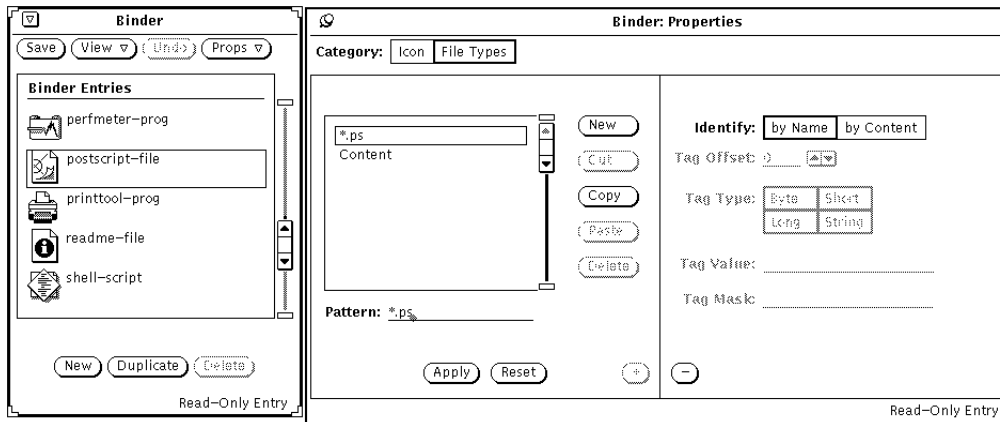 Binder
Save View Undo Props
Binder Entries
perfmeter-prog
postscript-file
printtool-prog
readme-file
shell-script
New Duplicate Delete
Read-Only Entry
Binder: Properties
Category: Icon File Types
*.ps
Content
New
Cut
Copy
Paste
Delete
Pattern: *.ps
Apply Reset +
Identify: by Name by Content
Tag Offset: 0
Tag Type: Byte Short
Long String
Tag Value:
Tag Mask:
−
Read-Only Entry